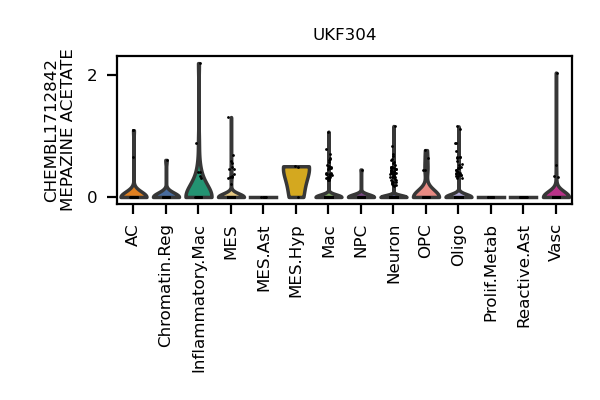 UKF304
CHEMBL1712842
MEPAZINE ACETATE
2
0
AC
Chromatin.Reg
Inflammatory.Mac
MES
MES.Ast
MES.Hyp
Mac
NPC
Neuron
OPC
Oligo
Prolif.Metab
Reactive.Ast
Vasc